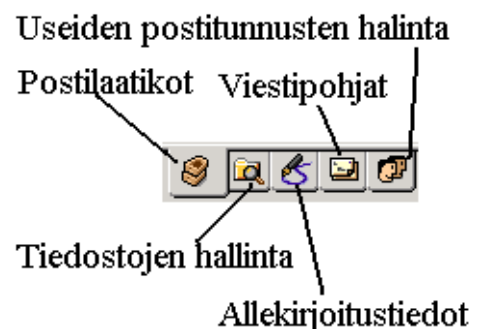 Useiden postitunnusten halinta
Postilaatikot
Viestipohjat
Tiedostojen hallinta
Allekirjoitustiedot